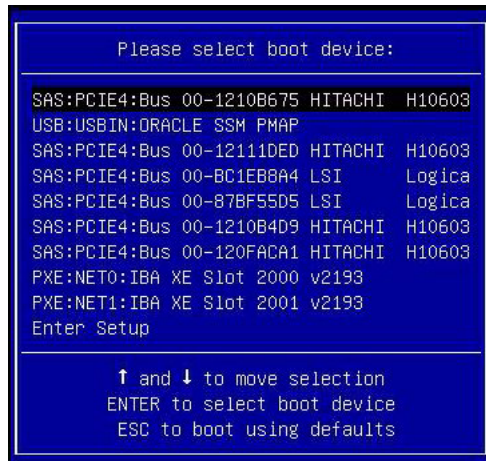 Please select boot device:
SAS:PCIE4:Bus 00-1210B675 HITACHI H10603
USB:USBIN:ORACLE SSM PMAP
SAS:PCIE4:Bus 00-12111DED HITACHI H10603
SAS:PCIE4:Bus 00-BC1EB8A4 LSI Logica
SAS:PCIE4:Bus 00-87BF55D5 LSI Logica
SAS:PCIE4:Bus 00-1210B4D9 HITACHI H10603
SAS:PCIE4:Bus 00-120FACA1 HITACHI H10603
PXE:NET0:IBA XE Slot 2000 v2193
PXE:NET1:IBA XE Slot 2001 v2193
Enter Setup
↑ and ↓ to move selection
ENTER to select boot device
ESC to boot using defaults